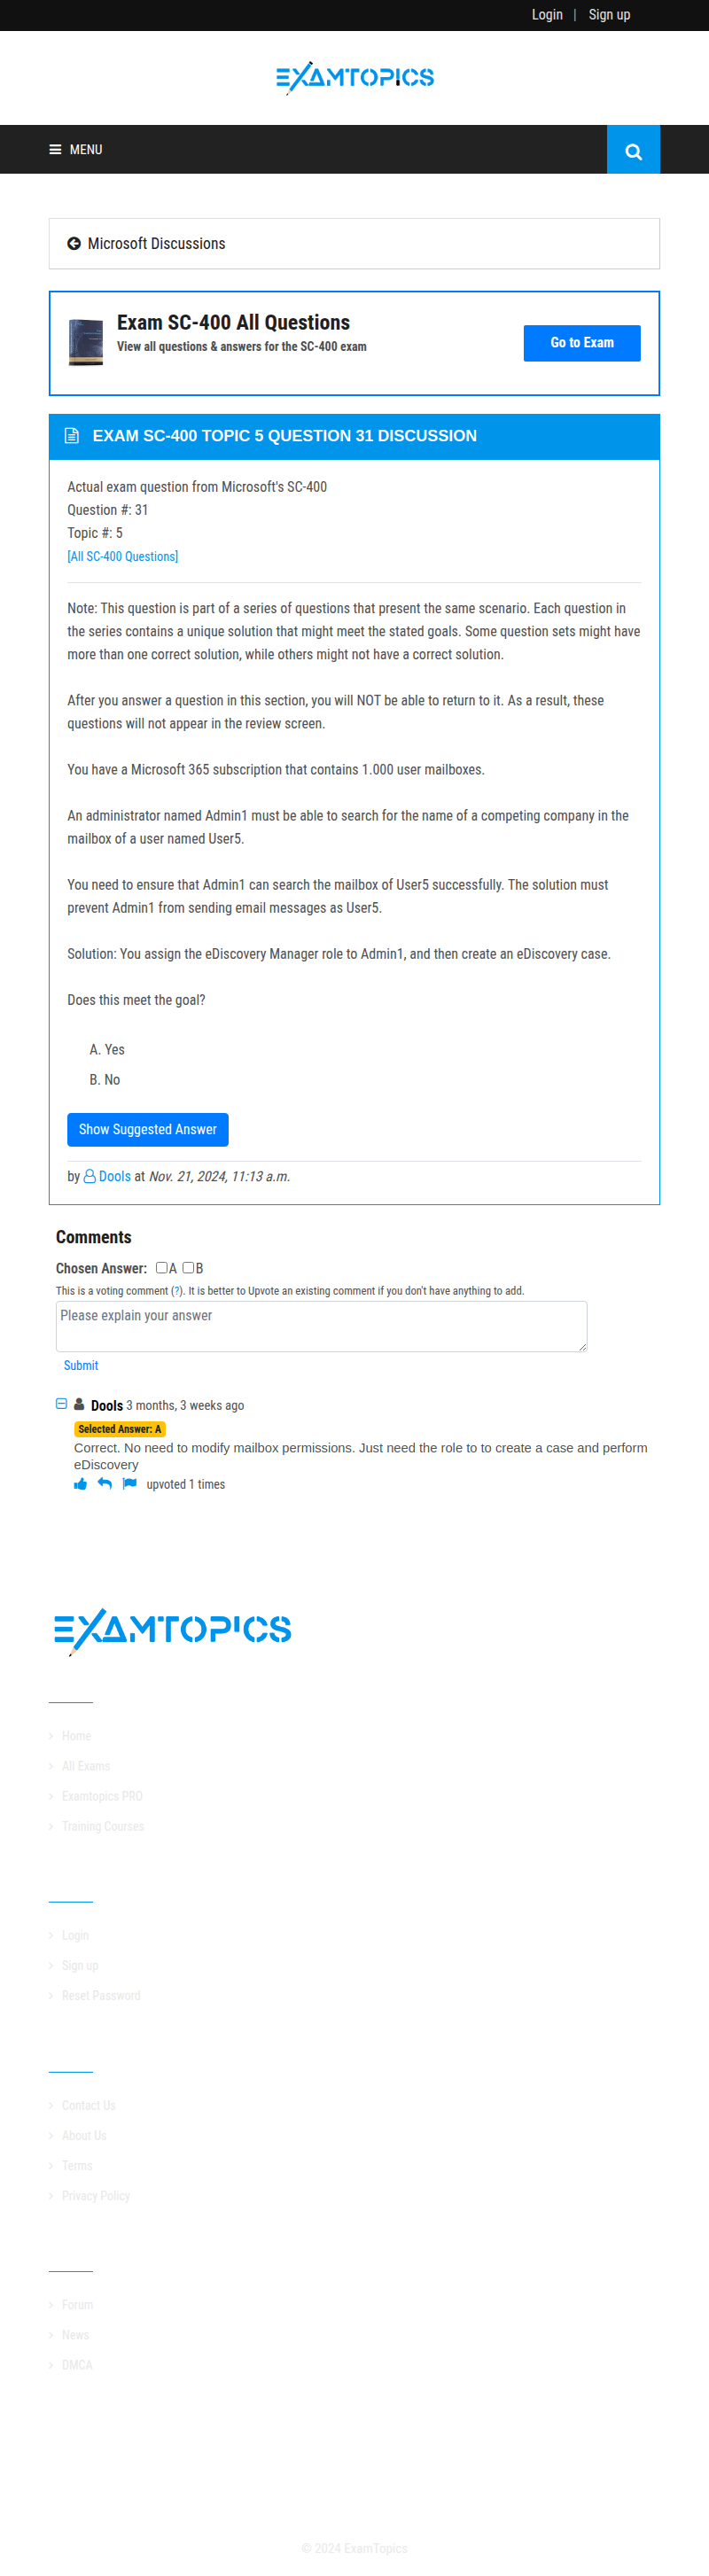 Login | Sign up
EXAMTOPICS
MENU
Microsoft Discussions
Exam SC-400 All Questions
View all questions & answers for the SC-400 exam
Go to Exam
EXAM SC-400 TOPIC 5 QUESTION 31 DISCUSSION
Actual exam question from Microsoft's SC-400
Question #: 31
Topic #: 5
[All SC-400 Questions]
Note: This question is part of a series of questions that present the same scenario. Each question in
the series contains a unique solution that might meet the stated goals. Some question sets might have
more than one correct solution, while others might not have a correct solution.
After you answer a question in this section, you will NOT be able to return to it. As a result, these
questions will not appear in the review screen.
You have a Microsoft 365 subscription that contains 1.000 user mailboxes.
An administrator named Admin1 must be able to search for the name of a competing company in the
mailbox of a user named User5.
You need to ensure that Admin1 can search the mailbox of User5 successfully. The solution must
prevent Admin1 from sending email messages as User5.
Solution: You assign the eDiscovery Manager role to Admin1, and then create an eDiscovery case.
Does this meet the goal?
A. Yes
B. No
Show Suggested Answer
by Dools at Nov. 21, 2024, 11:13 a.m.
Comments
Chosen Answer: A B
This is a voting comment (?). It is better to Upvote an existing comment if you don't have anything to add.
Please explain your answer
Submit
Dools 3 months, 3 weeks ago
Selected Answer: A
Correct. No need to modify mailbox permissions. Just need the role to to create a case and perform
eDiscovery
upvoted 1 times
EXAMTOPICS
Home
All Exams
Examtopics PRO
Training Courses
Login
Sign up
Reset Password
Contact Us
About Us
Terms
Privacy Policy
Forum
News
DMCA
© 2024 ExamTopics